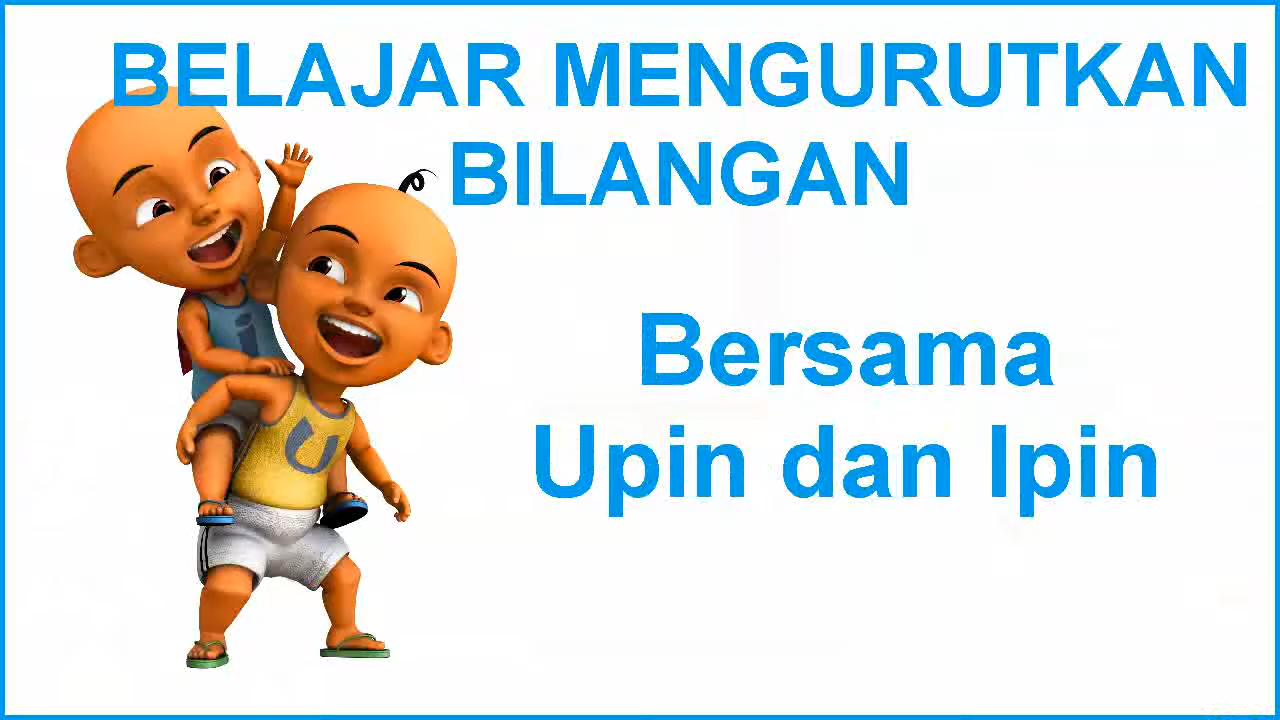 BELAJAR MENGURUTKAN
BILANGAN
Bersama
Upin dan Ipin
i
U